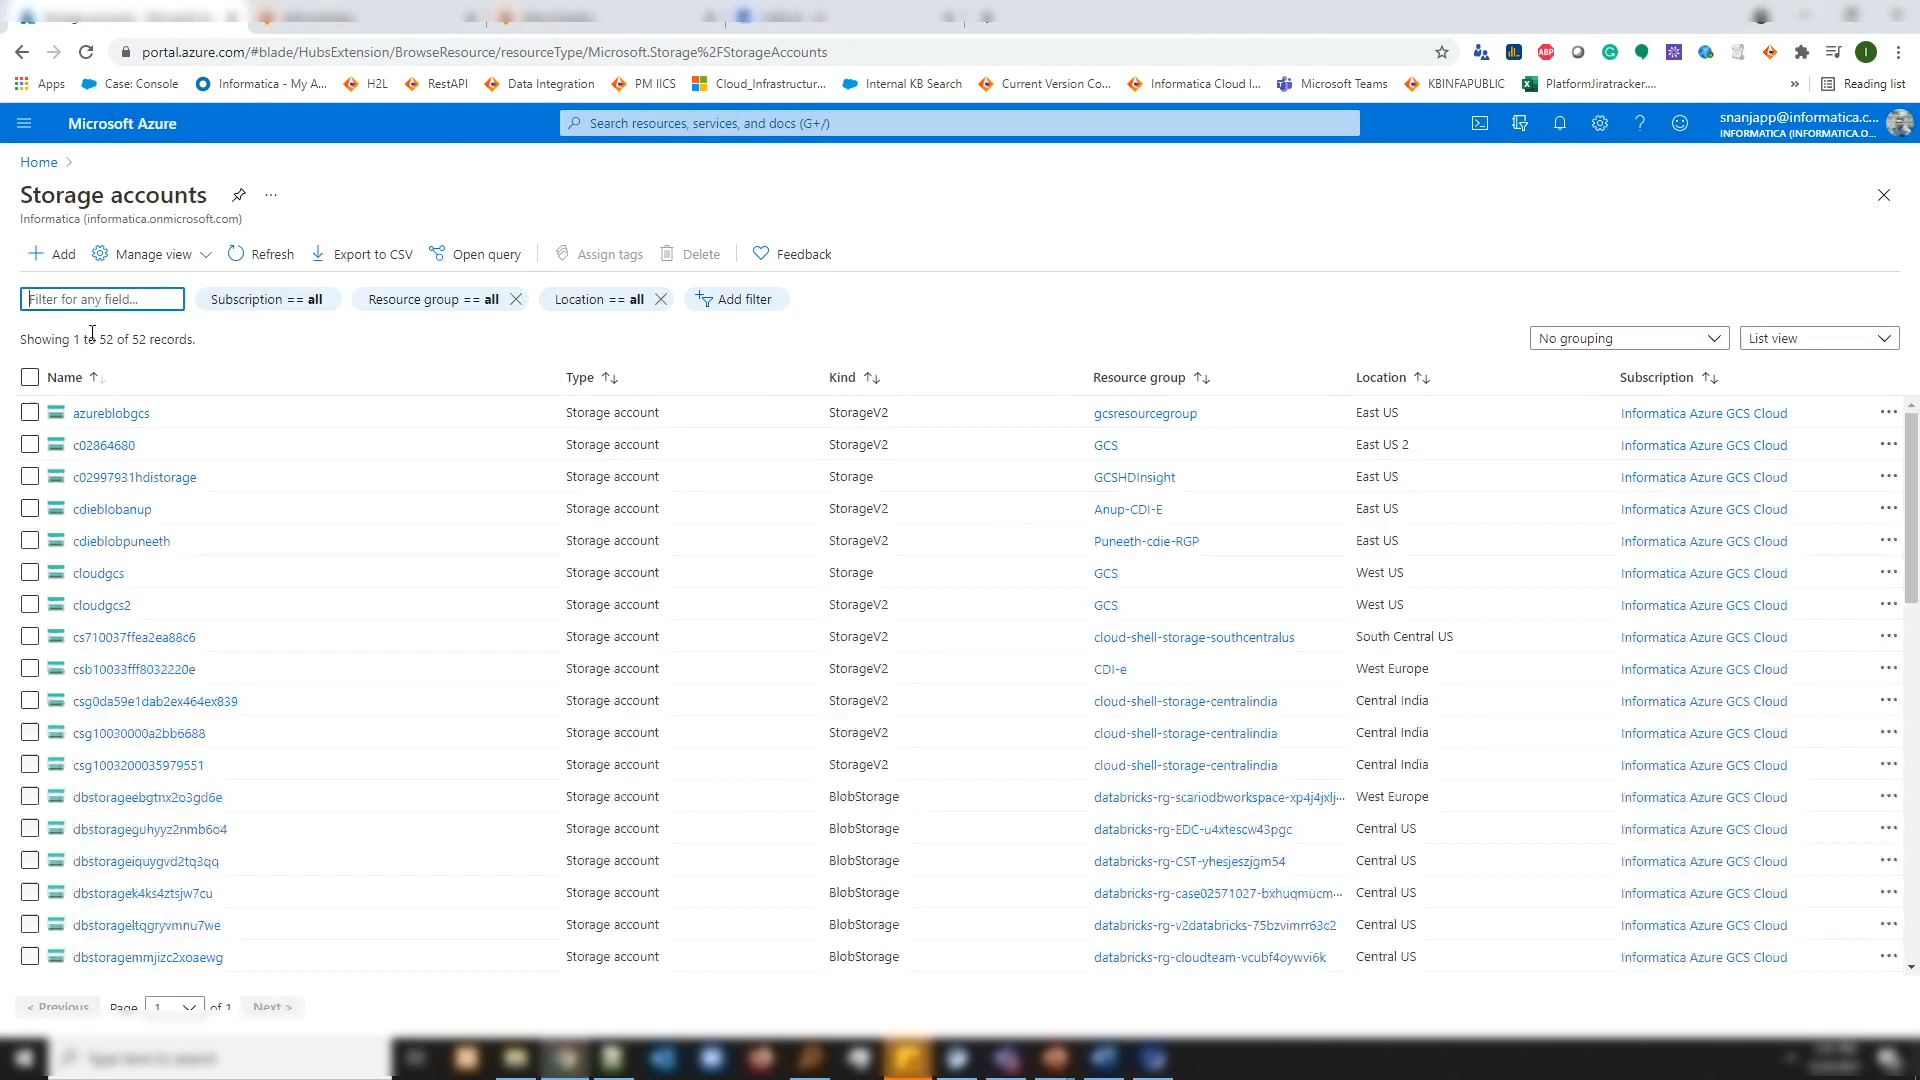 portal.azure.com/#blade/HubsExtension/BrowseResource/resourceType/Microsoft.Storage%2FStorageAccounts
Apps Case: Console Informatica - My A... H2L RestAPI Data Integration PM IICS Cloud_Infrastructur... Internal KB Search Current Version Co... Informatica Cloud I... Microsoft Teams KBINFAPUBLIC PlatformJiratracker.... » Reading list
Microsoft Azure Search resources, services, and docs (G+/) snanjapp@informatica.c...
INFORMATICA (INFORMATICA.O...
Home >
Storage accounts ...
Informatica (informatica.onmicrosoft.com)
+ Add Manage view Refresh Export to CSV Open query Assign tags Delete Feedback
Filter for any field... Subscription == all Resource group == all Location == all Add filter
Showing 1 to 52 of 52 records. No grouping List view
Name Type Kind Resource group Location Subscription
azureblobgcs Storage account StorageV2 gcsresourcegroup East US Informatica Azure GCS Cloud ...
c02864680 Storage account StorageV2 GCS East US 2 Informatica Azure GCS Cloud ...
c02997931hdistorage Storage account Storage GCSHDInsight East US Informatica Azure GCS Cloud ...
cdieblobanup Storage account StorageV2 Anup-CDI-E East US Informatica Azure GCS Cloud ...
cdieblobpuneeth Storage account StorageV2 Puneeth-cdie-RGP East US Informatica Azure GCS Cloud ...
cloudgcs Storage account Storage GCS West US Informatica Azure GCS Cloud ...
cloudgcs2 Storage account StorageV2 GCS West US Informatica Azure GCS Cloud ...
cs710037ffea2ea88c6 Storage account StorageV2 cloud-shell-storage-southcentralus South Central US Informatica Azure GCS Cloud ...
csb10033fff8032220e Storage account StorageV2 CDI-e West Europe Informatica Azure GCS Cloud ...
csg0da59e1dab2ex464ex839 Storage account StorageV2 cloud-shell-storage-centralindia Central India Informatica Azure GCS Cloud ...
csg10030000a2bb6688 Storage account StorageV2 cloud-shell-storage-centralindia Central India Informatica Azure GCS Cloud ...
csg1003200035979551 Storage account StorageV2 cloud-shell-storage-centralindia Central India Informatica Azure GCS Cloud ...
dbstorageebgtnx2o3gd6e Storage account BlobStorage databricks-rg-scariodbworkspace-xp4j4jxlj... West Europe Informatica Azure GCS Cloud ...
dbstorageguhyyz2nmb6o4 Storage account BlobStorage databricks-rg-EDC-u4xtescw43pgc Central US Informatica Azure GCS Cloud ...
dbstorageiquygvd2tq3qq Storage account BlobStorage databricks-rg-CST-yhesjeszjgm54 Central US Informatica Azure GCS Cloud ...
dbstoragek4ks4ztsjw7cu Storage account BlobStorage databricks-rg-case02571027-bxhuqmucm... Central US Informatica Azure GCS Cloud ...
dbstorageltqgryvmnu7we Storage account BlobStorage databricks-rg-v2databricks-75bzvimrr63c2 Central US Informatica Azure GCS Cloud ...
dbstoragemmjizc2xoaewg Storage account BlobStorage databricks-rg-cloudteam-vcubf4oywvi6k Central US Informatica Azure GCS Cloud ...
< Previous Page 1 of 1 Next >
Type here to search